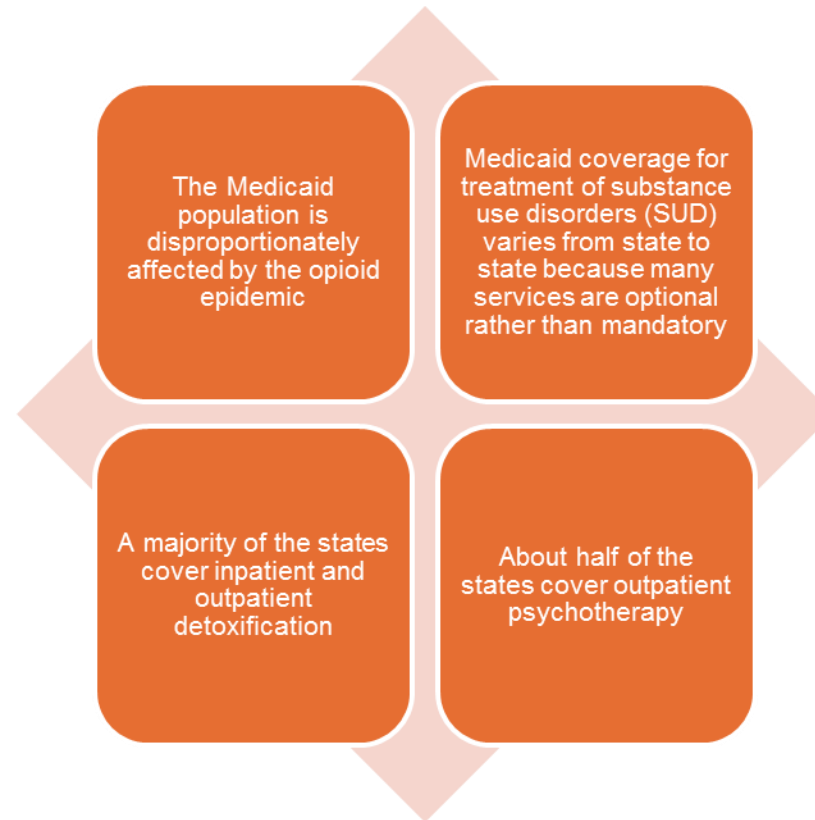 The Medicaid
population is
disproportionately
affected by the opioid
epidemic
Medicaid coverage for
treatment of substance
use disorders (SUD)
varies from state to
state because many
services are optional
rather than mandatory
A majority of the states
cover inpatient and
outpatient
detoxification
About half of the
states cover outpatient
psychotherapy